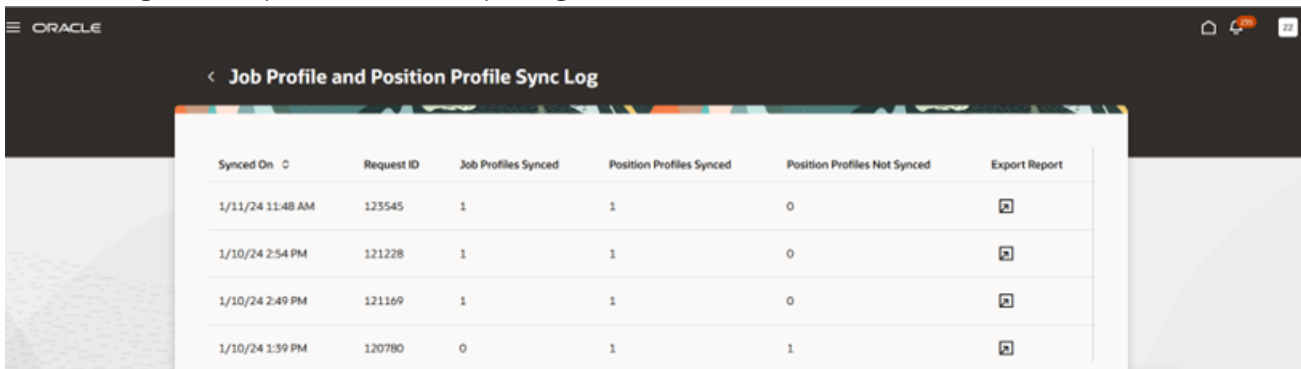 ORACLE
ZZ
Job Profile and Position Profile Sync Log
Synced On Request ID Job Profiles Synced Position Profiles Synced Position Profiles Not Synced Export Report
1/11/24 11:48 AM 123545 1 1 0
1/10/24 2:54 PM 121228 1 1 0
1/10/24 2:49 PM 121169 1 1 0
1/10/24 1:39 PM 120780 0 1 1